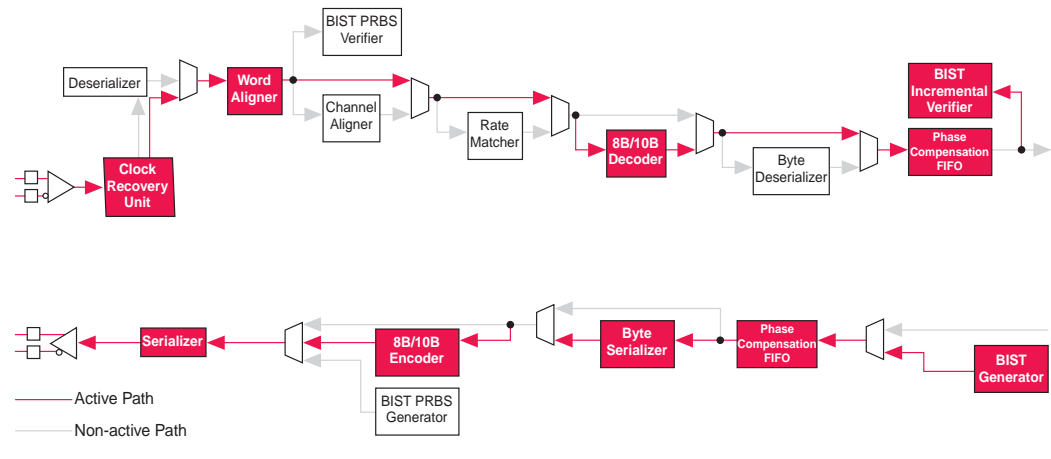 BIST PRBS
Verifier
Deserializer
Word
Aligner
Channel
Aligner
Rate
Matcher
8B/10B
Decoder
Byte
Deserializer
BIST
Incremental
Verifier
Phase
Compensation
FIFO
Clock
Recovery
Unit
Serializer
8B/10B
Encoder
BIST PRBS
Generator
Byte
Serializer
Phase
Compensation
FIFO
BIST
Generator
Active Path
Non-active Path